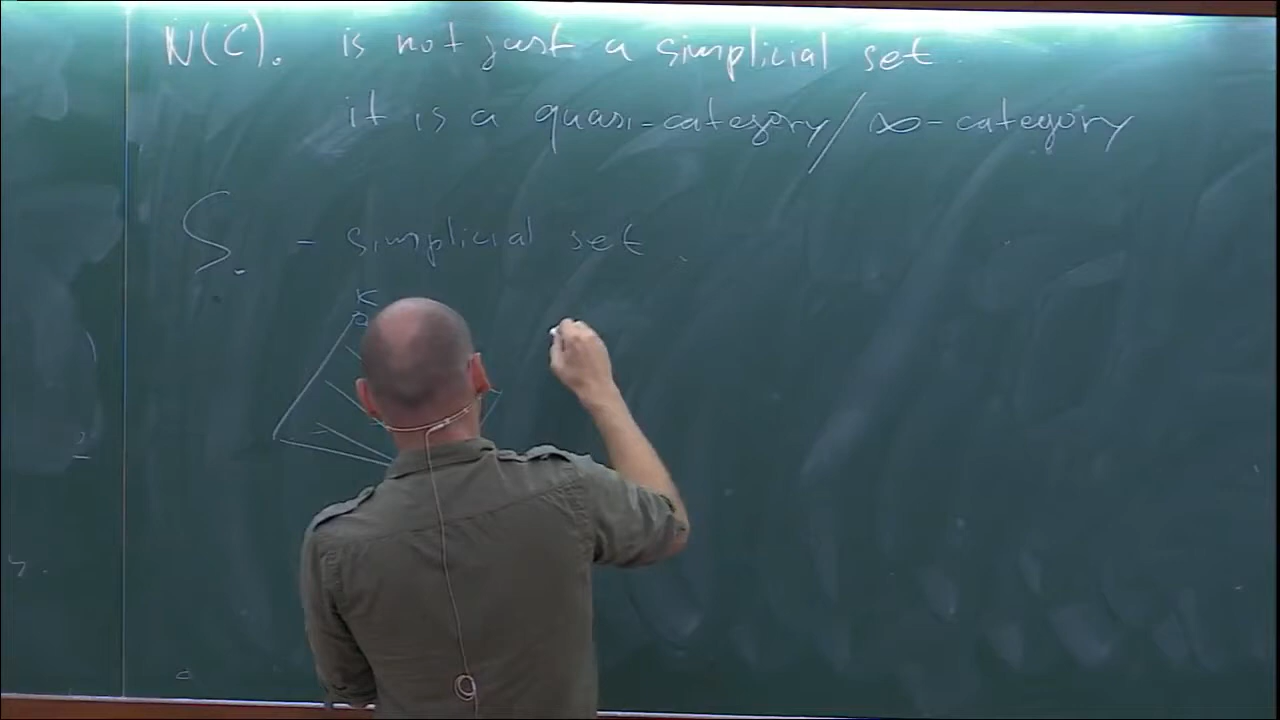 N(C). is not just a simplicial set.
it is a quasi-category/∞-category
S. - simplicial set.
K